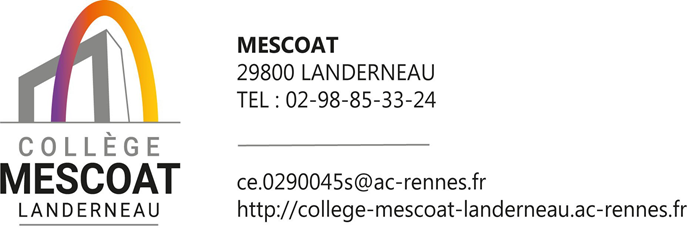 COLLÈGE
MESCOAT
LANDERNEAU
MESCOAT
29800 LANDERNEAU
TEL : 02-98-85-33-24
ce.0290045s@ac-rennes.fr
http://college-mescoat-landerneau.ac-rennes.fr